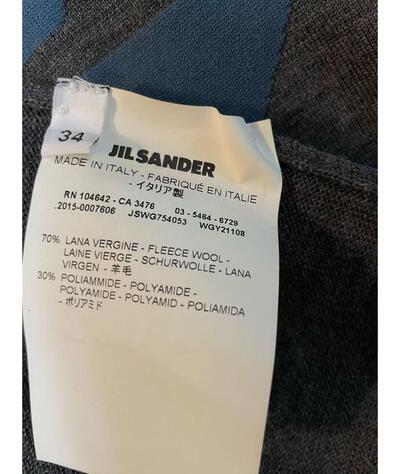 34
JIL SANDER
MADE IN ITALY - FABRIQUÉ EN ITALIE
- イタリア製
RN 104642 - CA 3476 03 - 5464 - 6729
.2015-0007606 JSWG754053 WGY21108
70% LANA VERGINE - FLEECE WOOL -
LAINE VIERGE - SCHURWOLLE - LANA
VIRGEN - 羊毛
30% POLIAMMIDE - POLYAMIDE -
POLYAMIDE - POLYAMID - POLIAMIDA
- ポリアミド